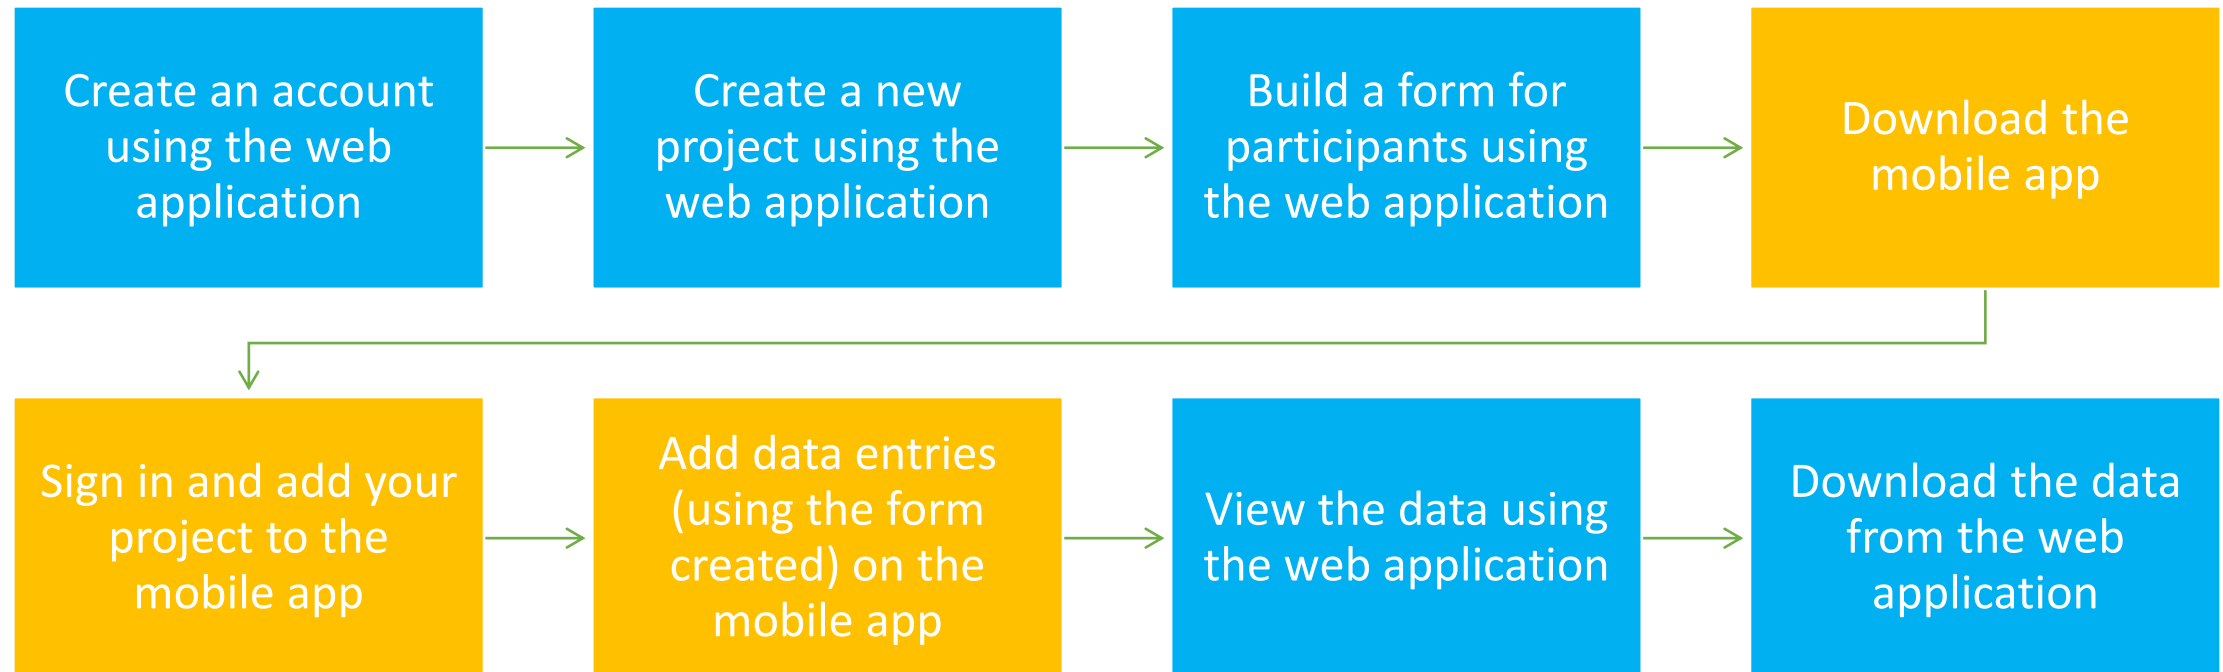 Create an account
using the web
application
Create a new
project using the
web application
Build a form for
participants using
the web application
Download the
mobile app
Sign in and add your
project to the
mobile app
Add data entries
(using the form
created) on the
mobile app
View the data using
the web application
Download the data
from the web
application